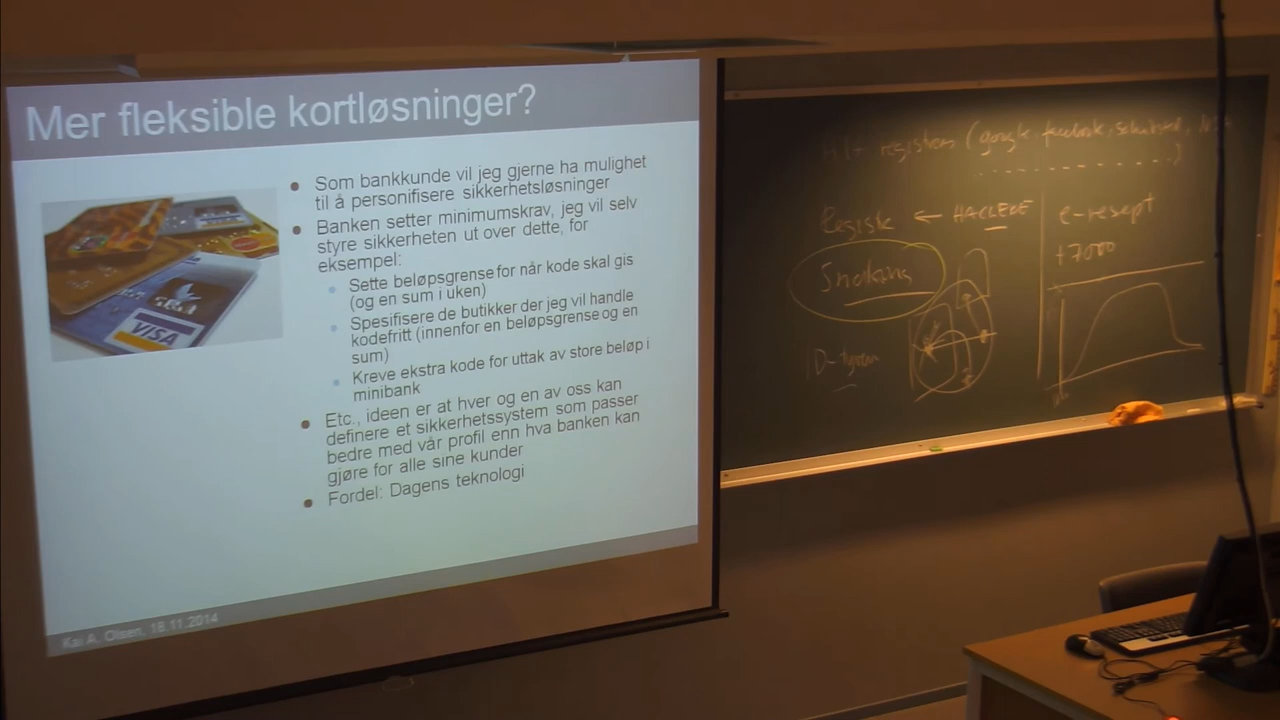 Mer fleksible kortløsninger?
Som bankkunde vil jeg gjerne ha mulighet
til å personifisere sikkerhetsløsninger
Banken setter minimumskrav, jeg vil selv
styre sikkerheten ut over dette, for
eksempel:
Sette beløpsgrense for når kode skal gis
(og en sum i uken)
Spesifisere de butikker der jeg vil handle
kodefritt (innenfor en beløpsgrense og en
sum)
Kreve ekstra kode for uttak av store beløp i
minibank
Etc., ideen er at hver og en av oss kan
definere et sikkerhetssystem som passer
bedre med vår profil enn hva banken kan
gjøre for alle sine kunder
Fordel: Dagens teknologi
VISA
Kai A. Olsen, 18.11.2014
(google, facebook,
e-resept
+7000